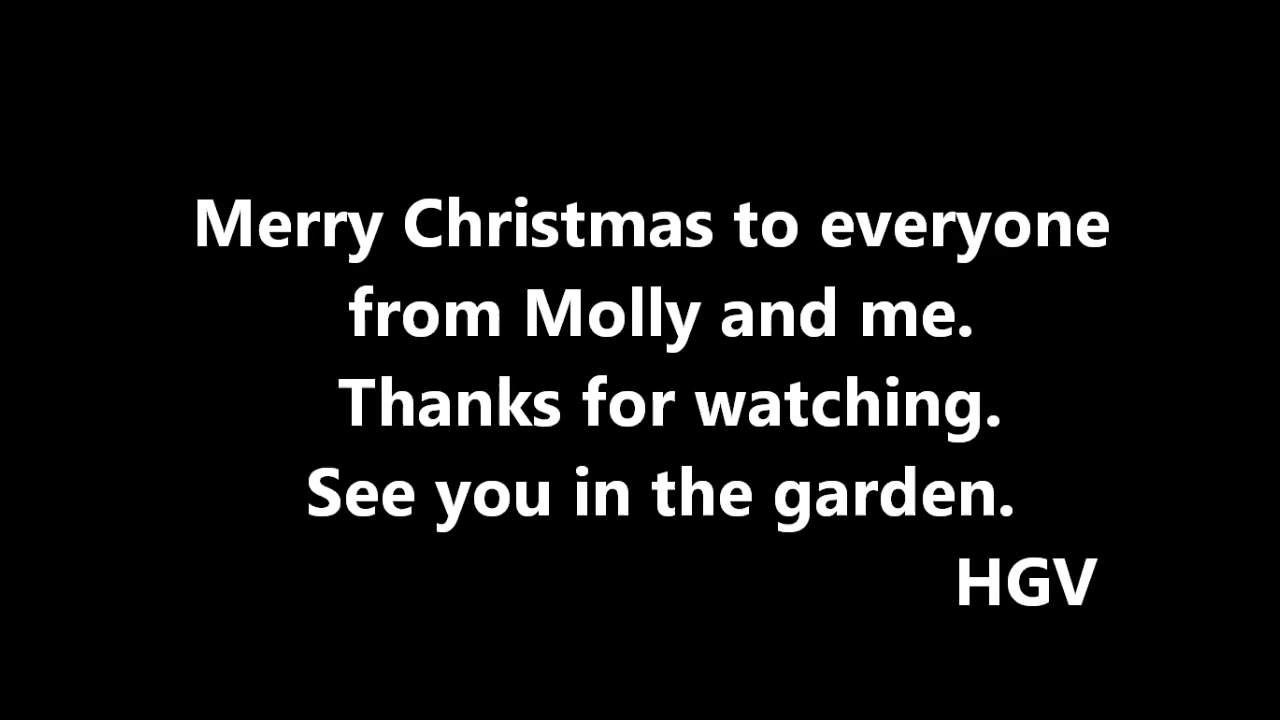 Merry Christmas to everyone
from Molly and me.
Thanks for watching.
See you in the garden.
HGV